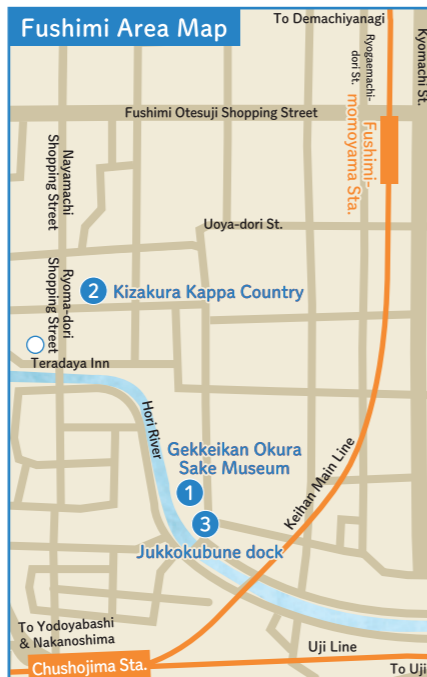 Fushimi Area Map
To Demachiyanagi
Ryogaemachi-
dori St.
Kyomachi St.
Fushimi Otesuji Shopping Street
Fushimi-
momoyama Sta.
Nayamachi
Shopping Street
Uoya-dori St.
Ryoma-dori
Shopping Street
2 Kizakura Kappa Country
Teradaya Inn
Hori River
Gekkeikan Okura
Sake Museum
1
3
Jukkokubune dock
Keihan Main Line
To Yodoyabashi
& Nakanoshima
Chushojima Sta.
Uji Line
To Uji